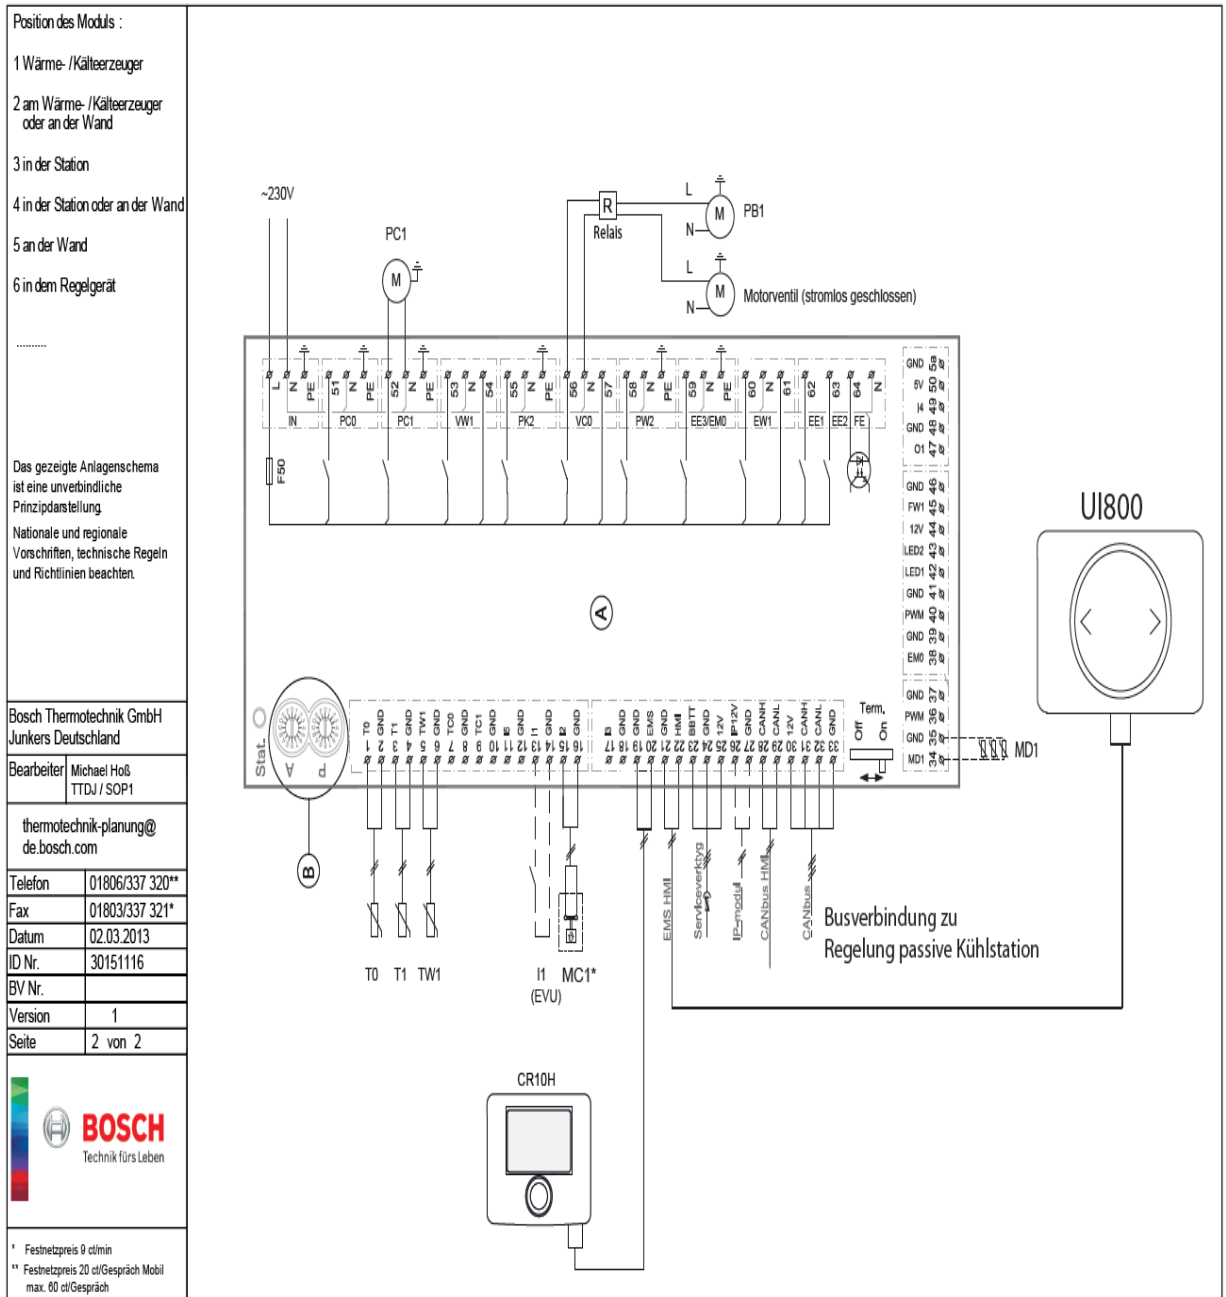 Position des Moduls :
1 Wärme- /Kälteerzeuger
2 am Wärme- /Kälteerzeuger
oder an der Wand
3 in der Station
4 in der Station oder an der Wand
5 an der Wand
6 in dem Regelgerät
..........
Das gezeigte Anlagenschema
ist eine unverbindliche
Prinzipdarstellung.
Nationale und regionale
Vorschriften, technische Regeln
und Richtlinien beachten.
Bosch Thermotechnik GmbH
Junkers Deutschland
Bearbeiter Michael Hoß
TTDJ / SOP1
thermotechnik-planung@
de.bosch.com
Telefon 01806/337 320**
Fax 01803/337 321*
Datum 02.03.2013
ID Nr. 30151116
BV Nr.
Version 1
Seite 2 von 2
BOSCH
Technik fürs Leben
* Festnetzpreis 9 ct/min
** Festnetzpreis 20 ct/Gespräch Mobil
max. 60 ct/Gespräch
~230V
PC1
M
R
Relais
L
N
M
PB1
L
N
M
Motorventil (stromlos geschlossen)
L N PE 51 N PE 52 N PE 53 N 54 55 N PE 56 N 57 58 N PE 59 N PE 60 N 61 62 63 64 N
IN PC0 PC1 VW1 PK2 VC0 PW2 EE3/EM0 EW1 EE1 EE2 FE
F50
A
GND 5a
5V 50
I4 49
GND 48
O1 47
GND 46
FW1 45
12V 44
LED2 43
LED1 42
GND 41
PWM 40
GND 39
EM0 38
GND 37
PWM 36
GND 35
MD1 34
MD1
UI800
< >
Stat.
A P
B
T0 GND T1 GND TW1 GND TC0 GND TC1 GND I5 GND I1 GND I2 GND
1 2 3 4 5 6 7 8 9 10 11 12 13 14 15 16
I3 GND GND EMS GND HMI BBTT GND 12V IP12V GND CANH CANL 12V CANH CANL GND
17 18 19 20 21 22 23 24 25 26 27 28 29 30 31 32 33
Term.
Off On
T0 T1 TW1
I1
(EVU)
MC1*
EMS HMI
Serviceverktyg
IP-modul
CANbus HMI
CANbus
Busverbindung zu
Regelung passive Kühlstation
CR10H